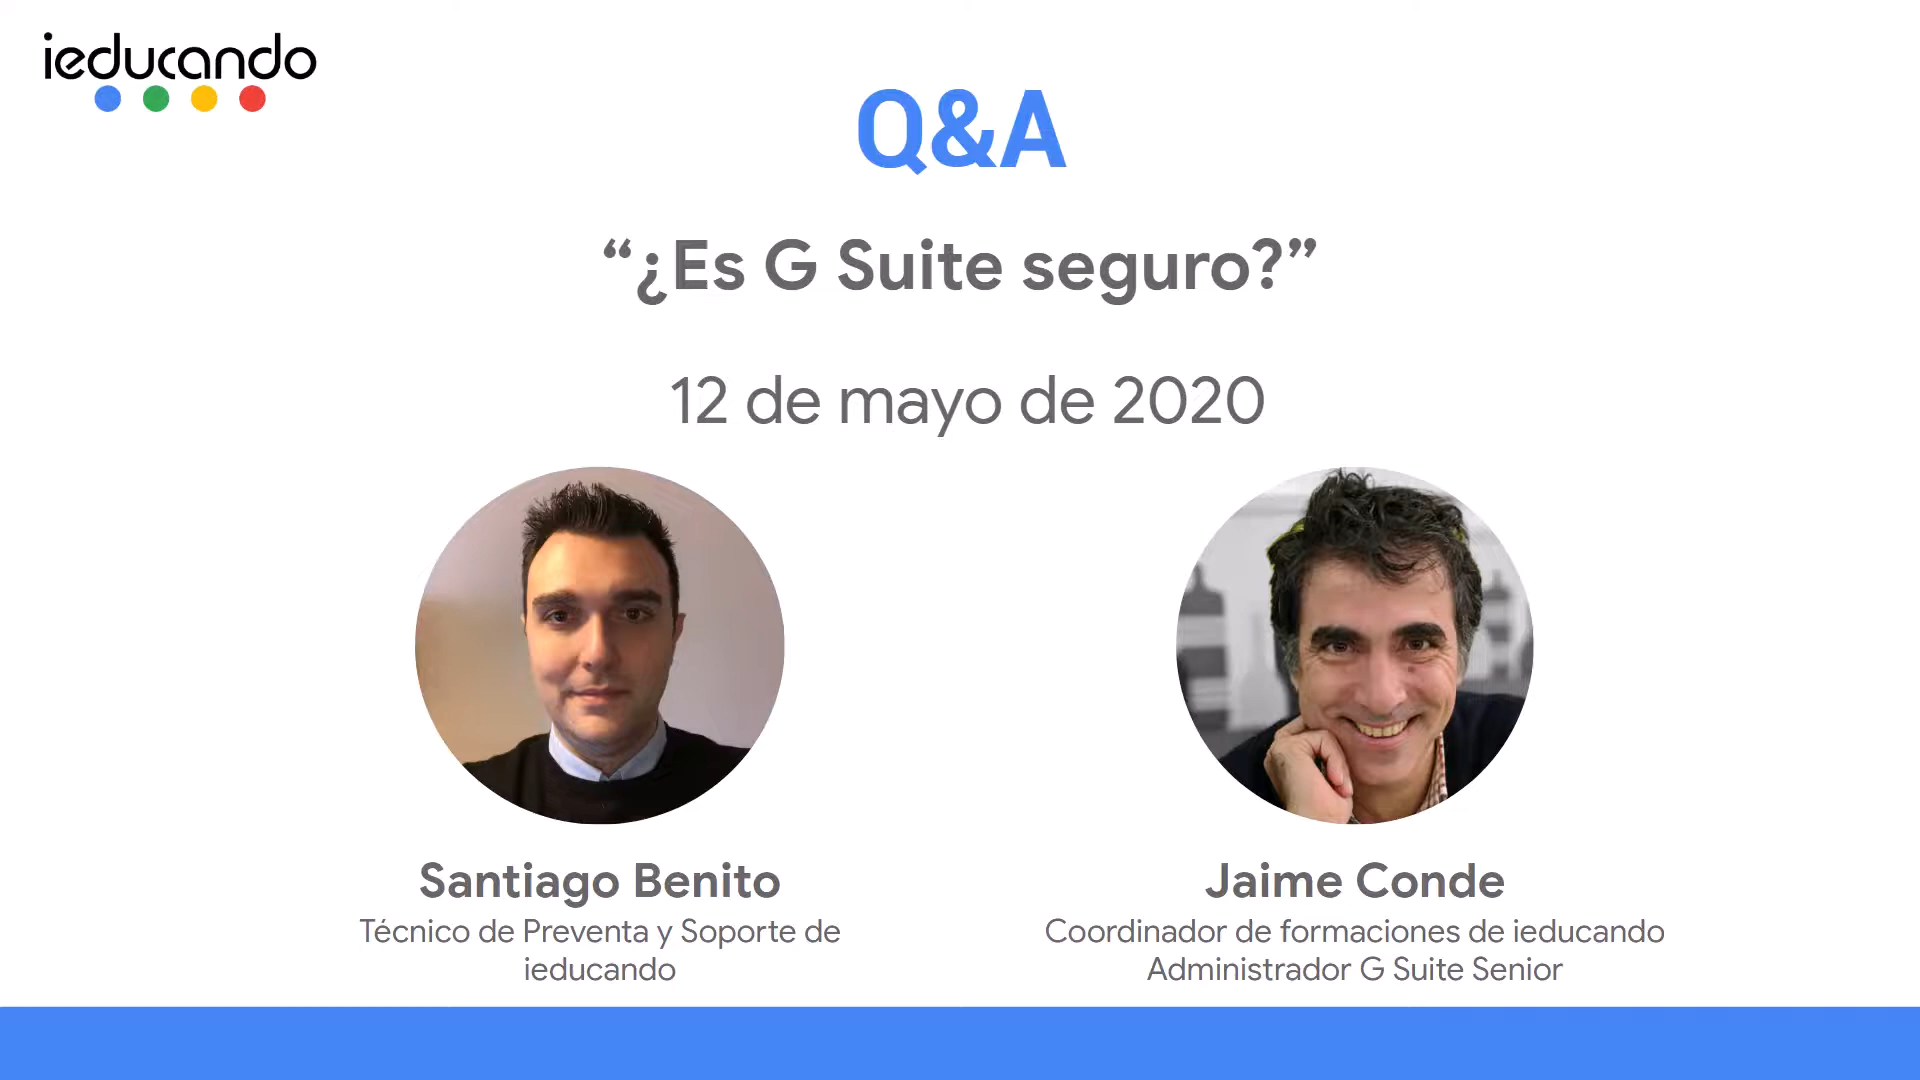 ieducando
Q&A
“¿Es G Suite seguro?”
12 de mayo de 2020
Santiago Benito
Técnico de Preventa y Soporte de
ieducando
Jaime Conde
Coordinador de formaciones de ieducando
Administrador G Suite Senior